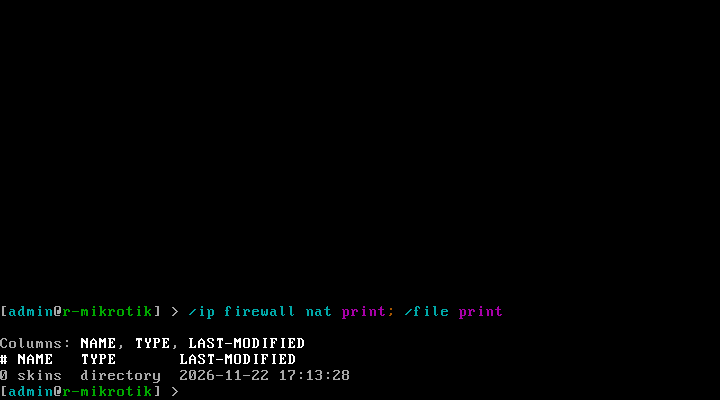 [admin@r-mikrotik] > /ip firewall nat print; /file print

Columns: NAME, TYPE, LAST-MODIFIED
# NAME   TYPE       LAST-MODIFIED
0 skins  directory  2026-11-22 17:13:28
[admin@r-mikrotik] >